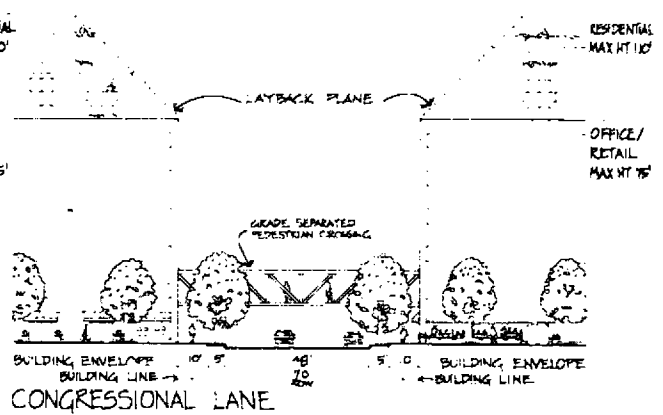 RESIDENTIAL
MAX HT 110'
LAYBACK PLANE
OFFICE/
RETAIL
MAX HT 75'
GRADE SEPARATED
PEDESTRIAN CROSSING
BUILDING ENVELOPE 10' 5' 48' 5' BUILDING ENVELOPE
BUILDING LINE 70 BUILDING LINE
ROW
CONGRESSIONAL LANE